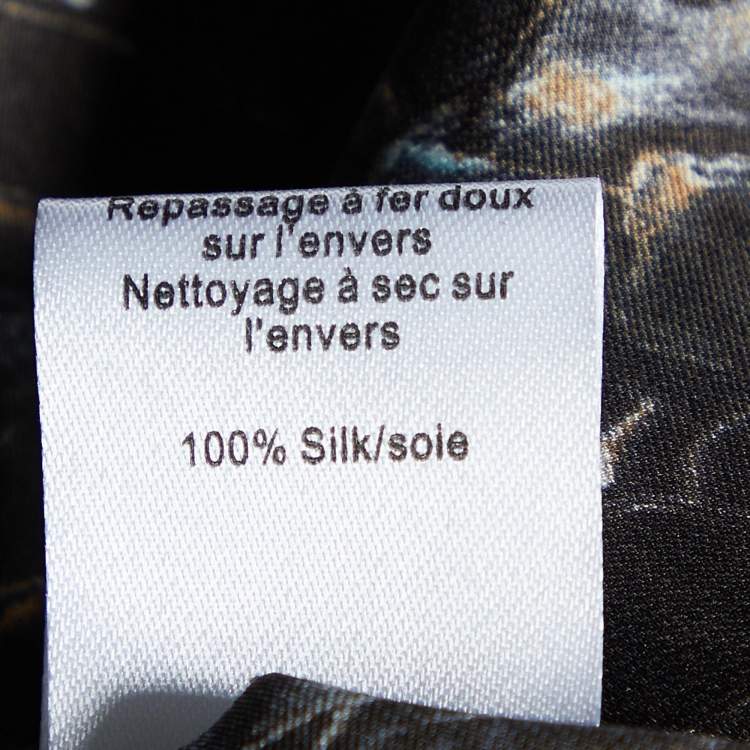 Repassage à fer doux
sur l'envers
Nettoyage à sec sur
l'envers
100% Silk/soie